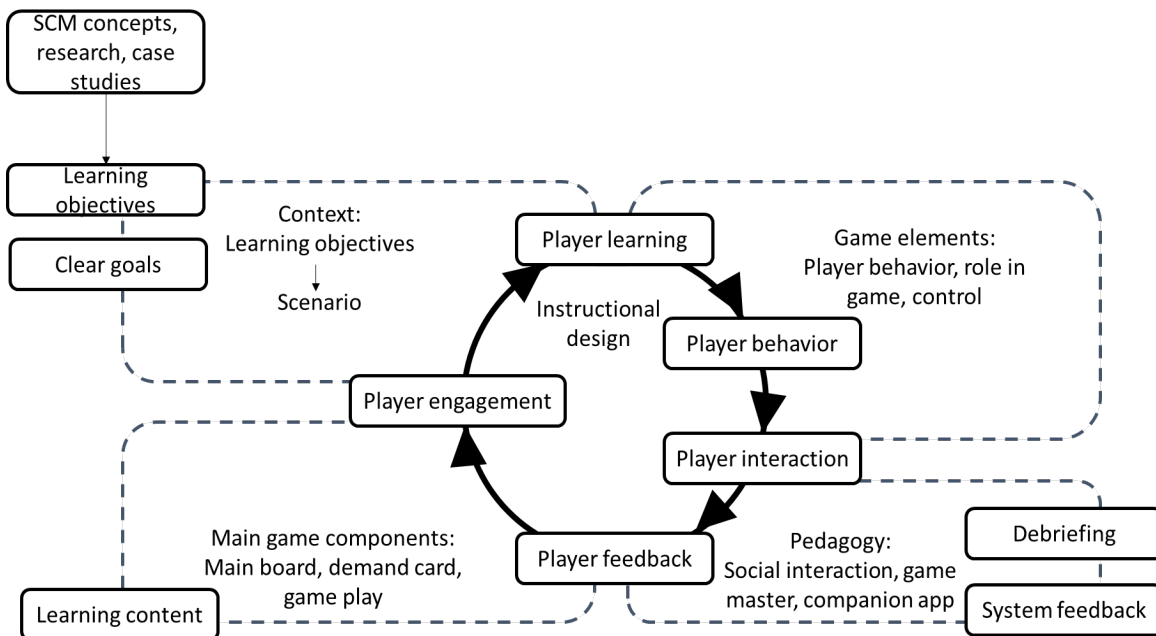 SCM concepts,
research, case
studies
Learning
objectives
Clear goals
Context:
Learning objectives
Scenario
Player learning
Instructional
design
Game elements:
Player behavior, role in
game, control
Player behavior
Player engagement
Player interaction
Main game components:
Main board, demand card,
game play
Learning content
Player feedback
Pedagogy:
Social interaction, game
master, companion app
Debriefing
System feedback